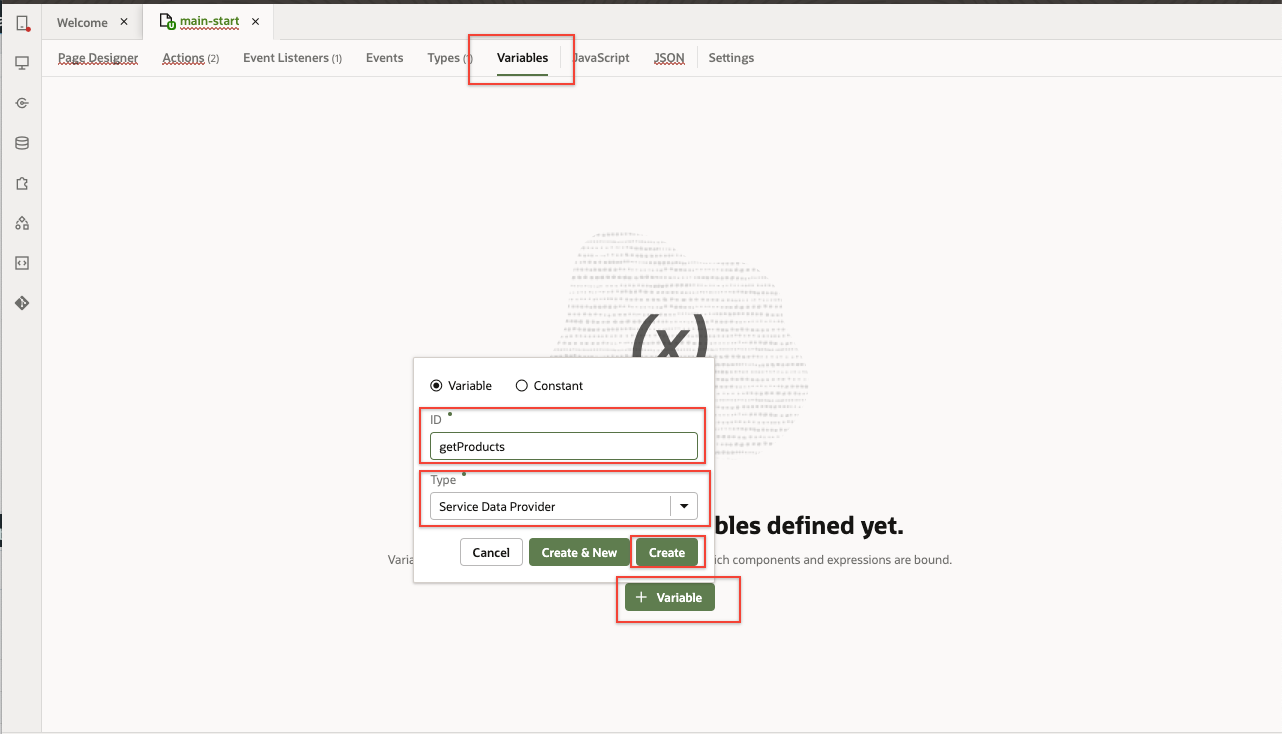 Welcome ×
main-start ×
Page Designer
Actions (2)
Event Listeners (1)
Events
Types (1)
Variables
JavaScript
JSON
Settings
(x)
Variable
Constant
ID
getProducts
Type
Service Data Provider
bles defined yet.
Cancel
Create & New
Create
Varia
ich components and expressions are bound.
+ Variable